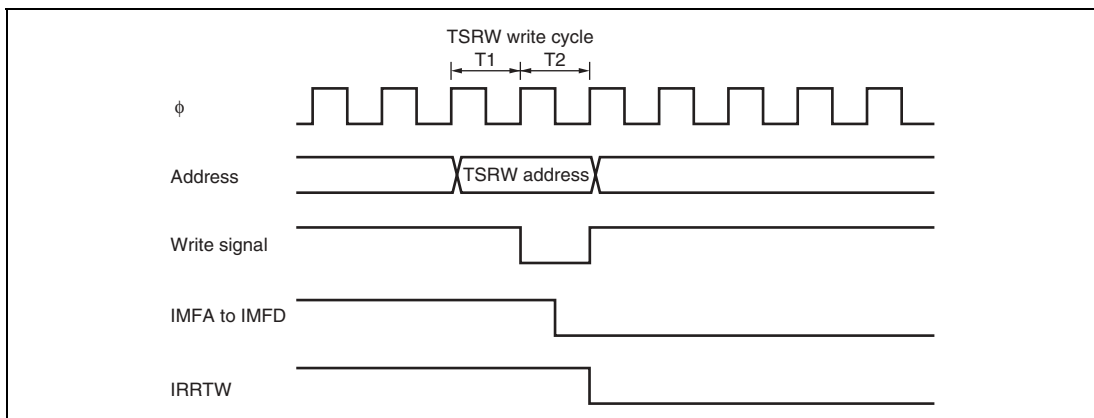 TSRW write cycle
T1 T2
ϕ
Address
TSRW address
Write signal
IMFA to IMFD
IRRTW